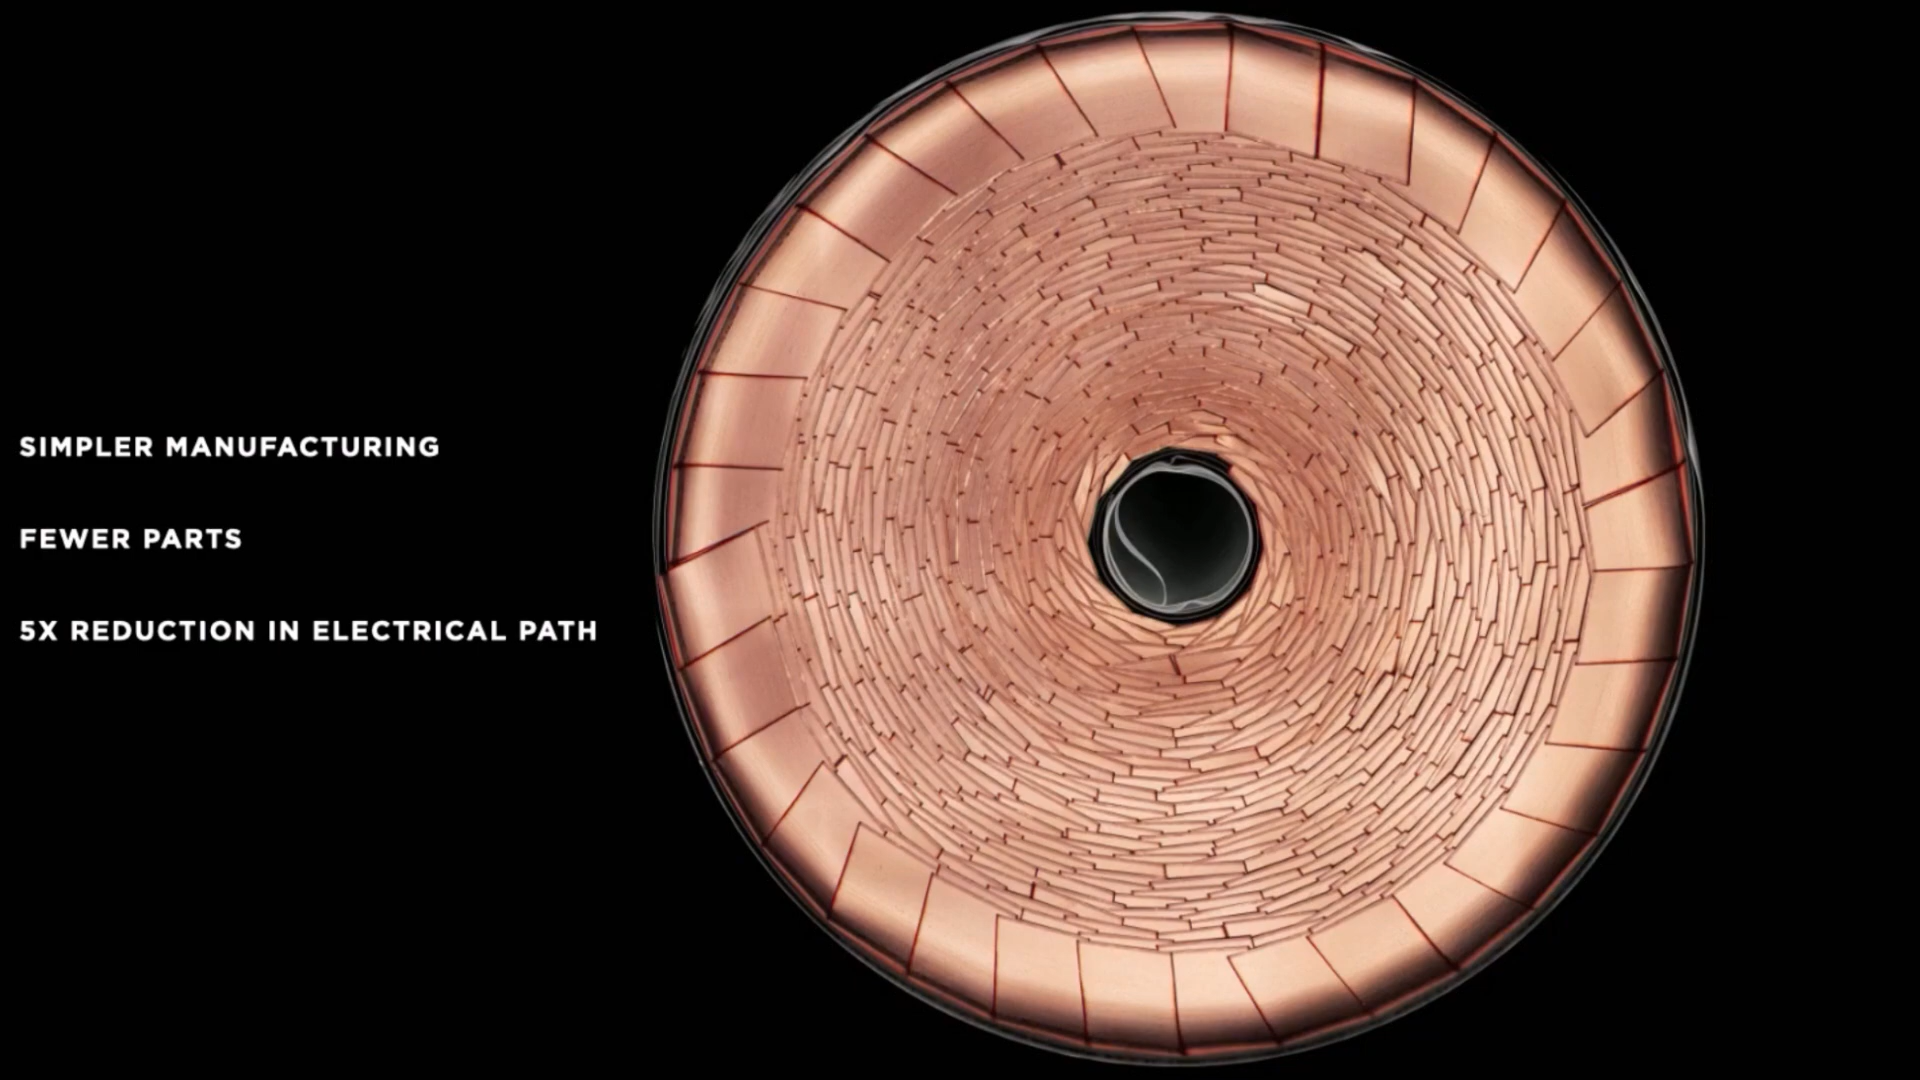 SIMPLER MANUFACTURING
FEWER PARTS
5X REDUCTION IN ELECTRICAL PATH